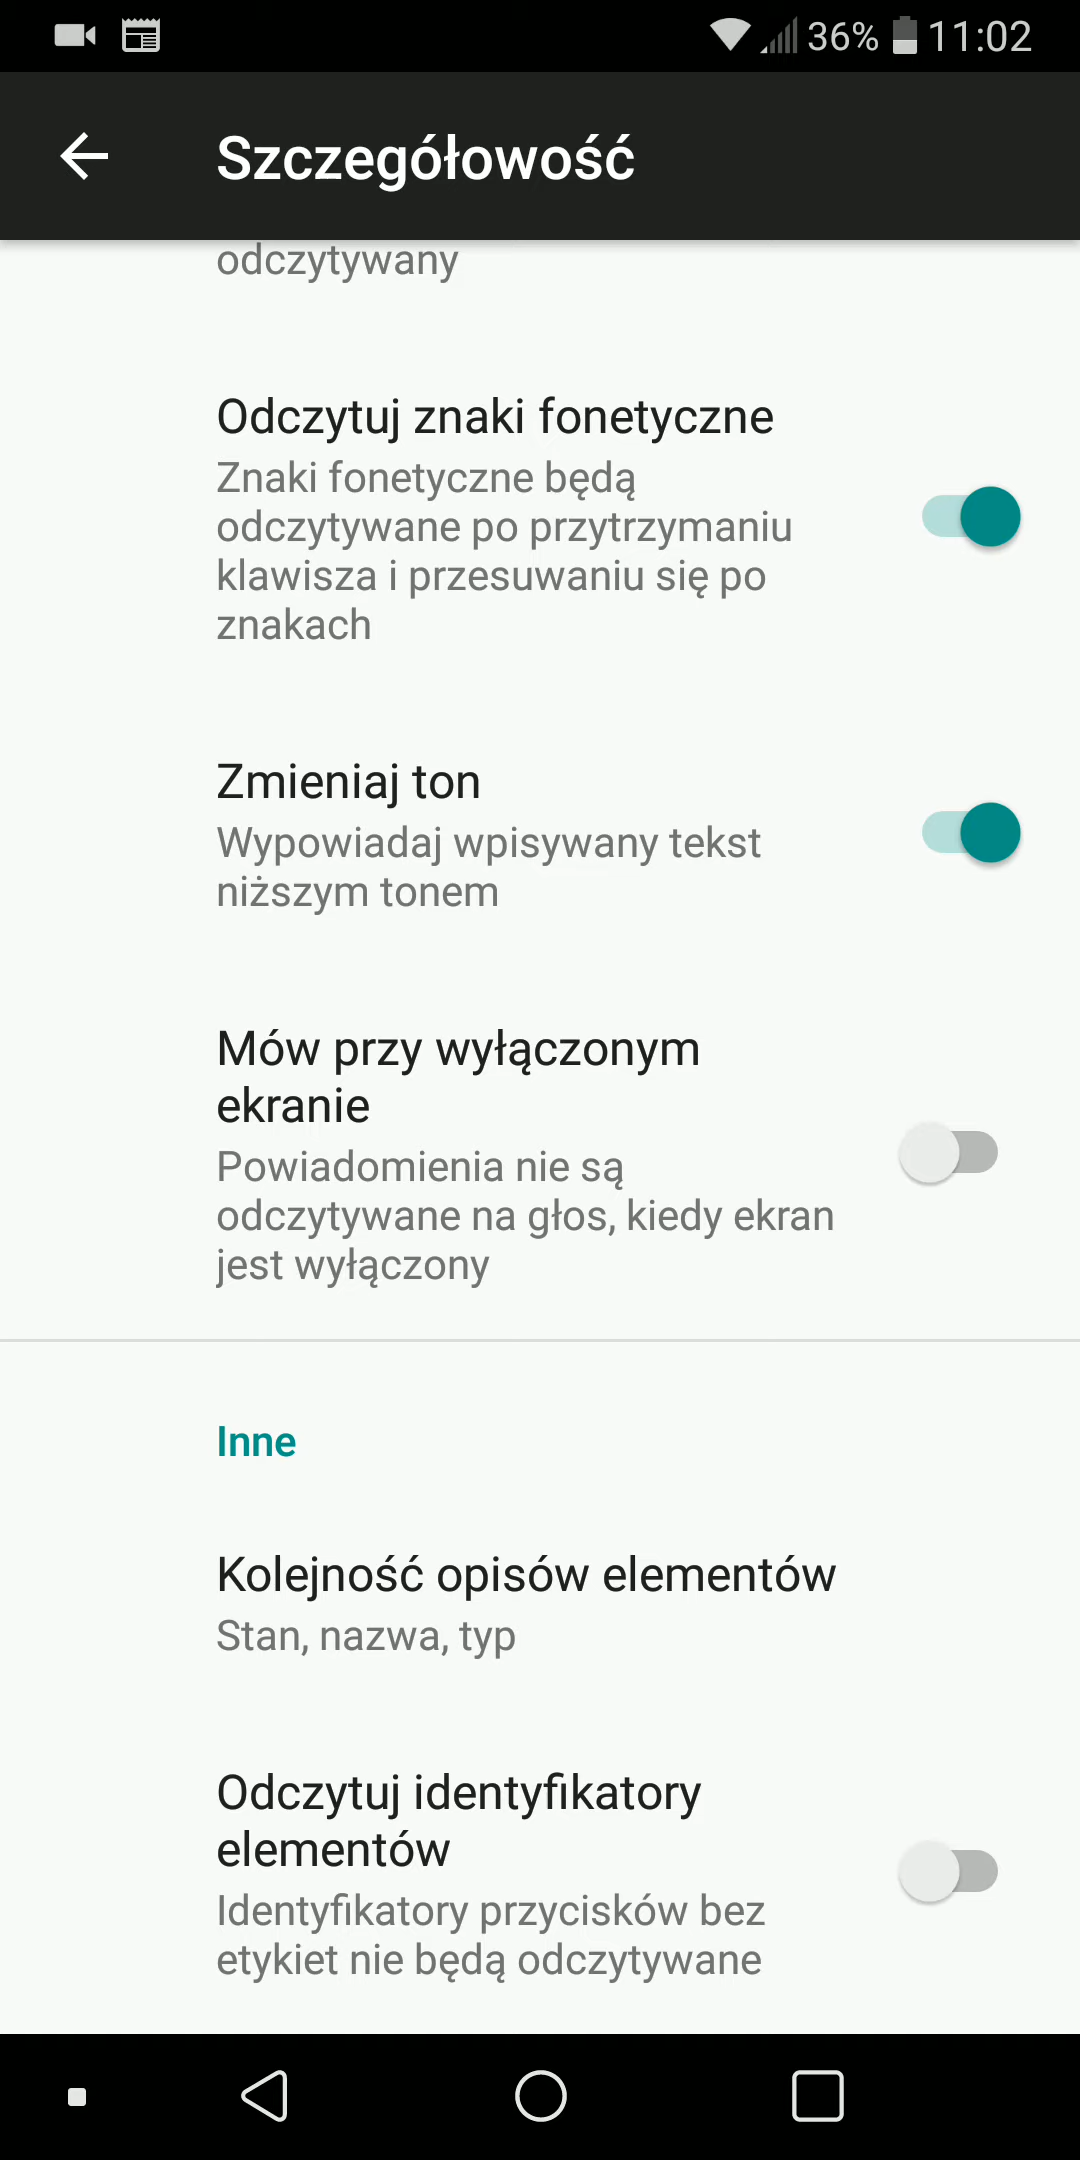 36% 11:02
Szczegółowość
odczytywany
Odczytuj znaki fonetyczne
Znaki fonetyczne będą
odczytywane po przytrzymaniu
klawisza i przesuwaniu się po
znakach
Zmieniaj ton
Wypowiadaj wpisywany tekst
niższym tonem
Mów przy wyłączonym
ekranie
Powiadomienia nie są
odczytywane na głos, kiedy ekran
jest wyłączony
Inne
Kolejność opisów elementów
Stan, nazwa, typ
Odczytuj identyfikatory
elementów
Identyfikatory przycisków bez
etykiet nie będą odczytywane